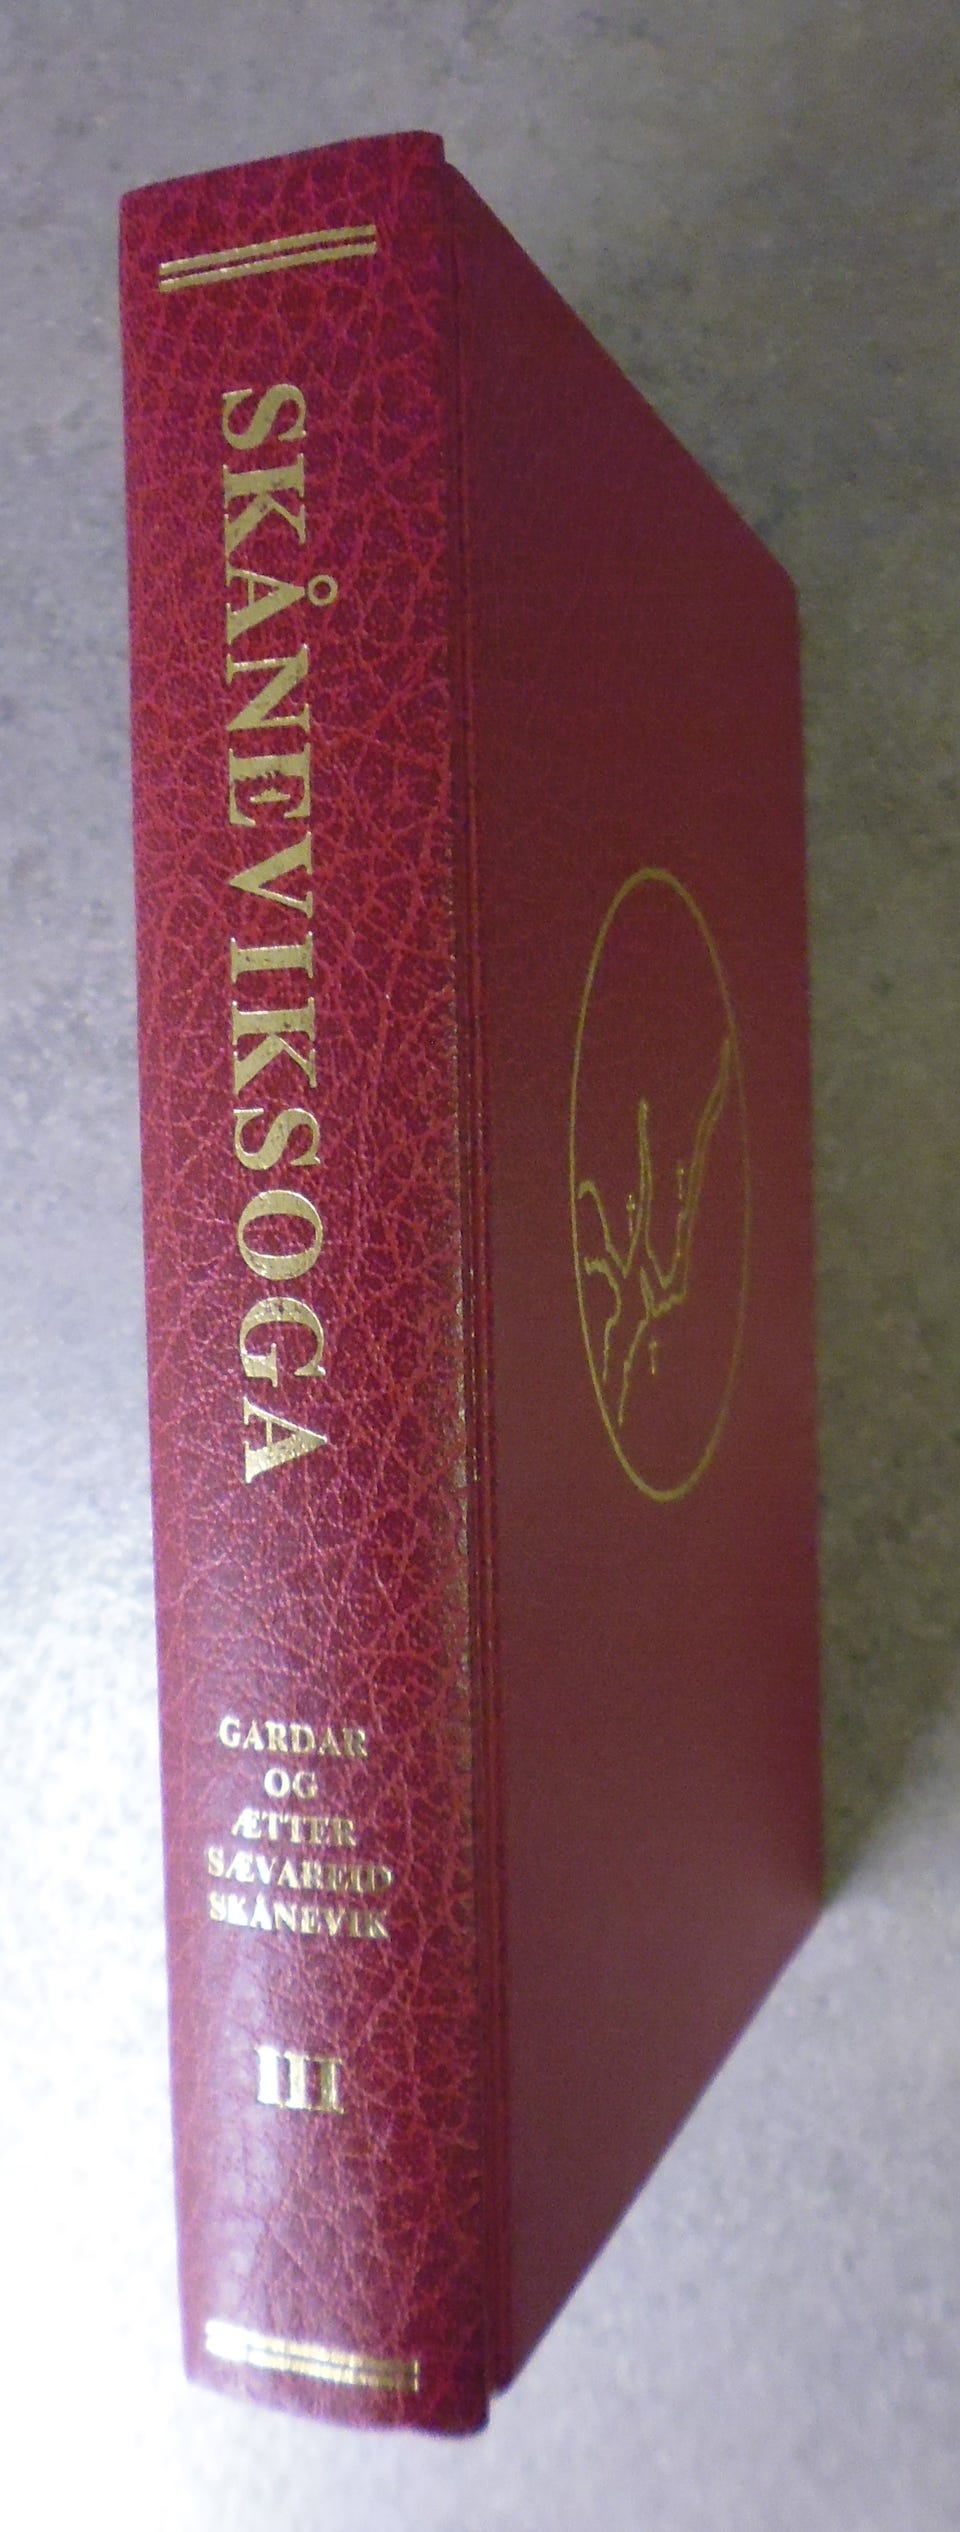 SKÅNEVIKSOGA
GARDAR
OG
ÆTTER
SÆVAREID
SKÅNEVIK
III